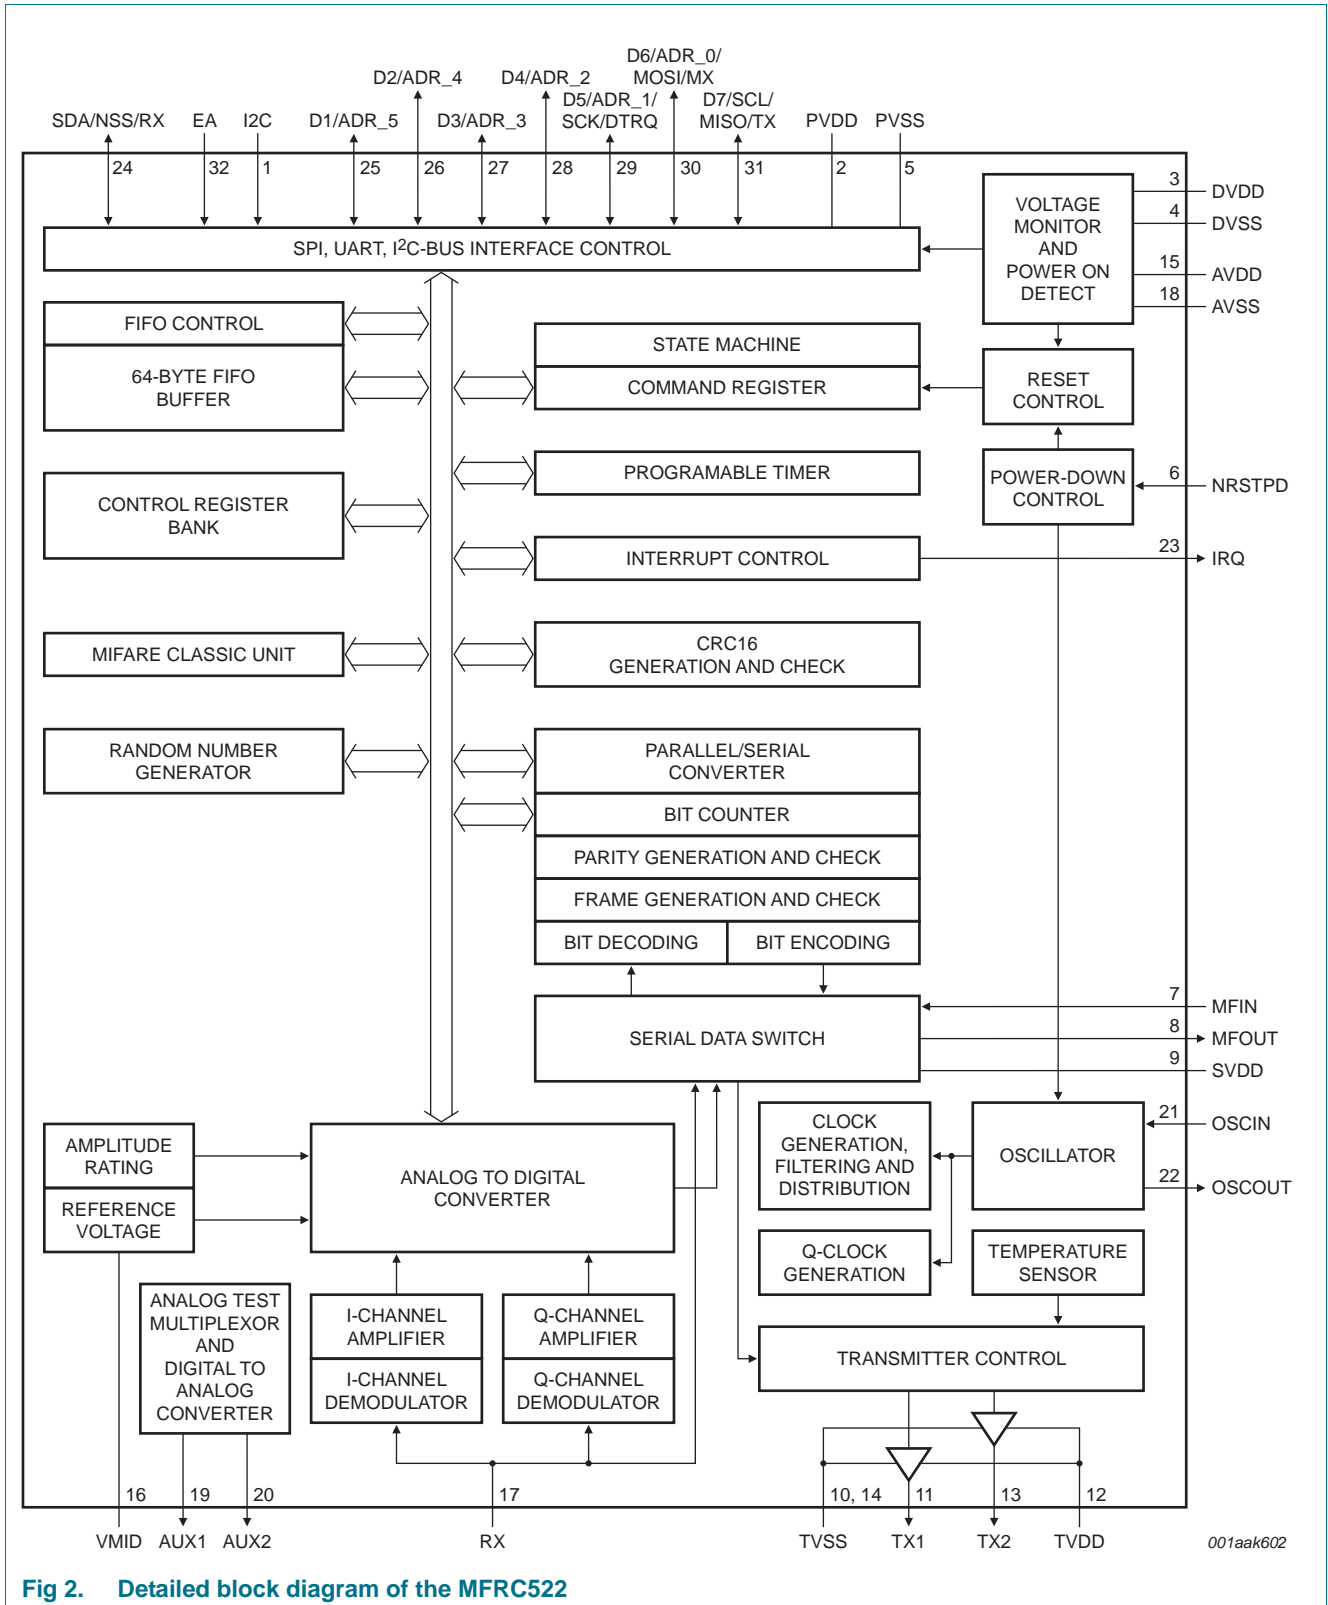 D6/ADR_0/
D2/ADR_4 D4/ADR_2 MOSI/MX
D5/ADR_1/ D7/SCL/
SDA/NSS/RX EA I2C D1/ADR_5 D3/ADR_3 SCK/DTRQ MISO/TX PVDD PVSS
24 32 1 25 26 27 28 29 30 31 2 5
VOLTAGE
MONITOR
AND
POWER ON
DETECT
3 DVDD
4 DVSS
15 AVDD
18 AVSS
SPI, UART, I2C-BUS INTERFACE CONTROL
FIFO CONTROL
64-BYTE FIFO
BUFFER
STATE MACHINE
COMMAND REGISTER
RESET
CONTROL
CONTROL REGISTER
BANK
PROGRAMABLE TIMER
POWER-DOWN
CONTROL
6 NRSTPD
INTERRUPT CONTROL
23 IRQ
MIFARE CLASSIC UNIT
CRC16
GENERATION AND CHECK
RANDOM NUMBER
GENERATOR
PARALLEL/SERIAL
CONVERTER
BIT COUNTER
PARITY GENERATION AND CHECK
FRAME GENERATION AND CHECK
BIT DECODING BIT ENCODING
SERIAL DATA SWITCH
7 MFIN
8 MFOUT
9 SVDD
AMPLITUDE
RATING
REFERENCE
VOLTAGE
ANALOG TO DIGITAL
CONVERTER
CLOCK
GENERATION,
FILTERING AND
DISTRIBUTION
OSCILLATOR
21 OSCIN
22 OSCOUT
Q-CLOCK
GENERATION
TEMPERATURE
SENSOR
ANALOG TEST
MULTIPLEXOR
AND
DIGITAL TO
ANALOG
CONVERTER
I-CHANNEL
AMPLIFIER
I-CHANNEL
DEMODULATOR
Q-CHANNEL
AMPLIFIER
Q-CHANNEL
DEMODULATOR
TRANSMITTER CONTROL
16 19 20 17 10, 14 11 13 12
VMID AUX1 AUX2 RX TVSS TX1 TX2 TVDD
001aak602
Fig 2. Detailed block diagram of the MFRC522